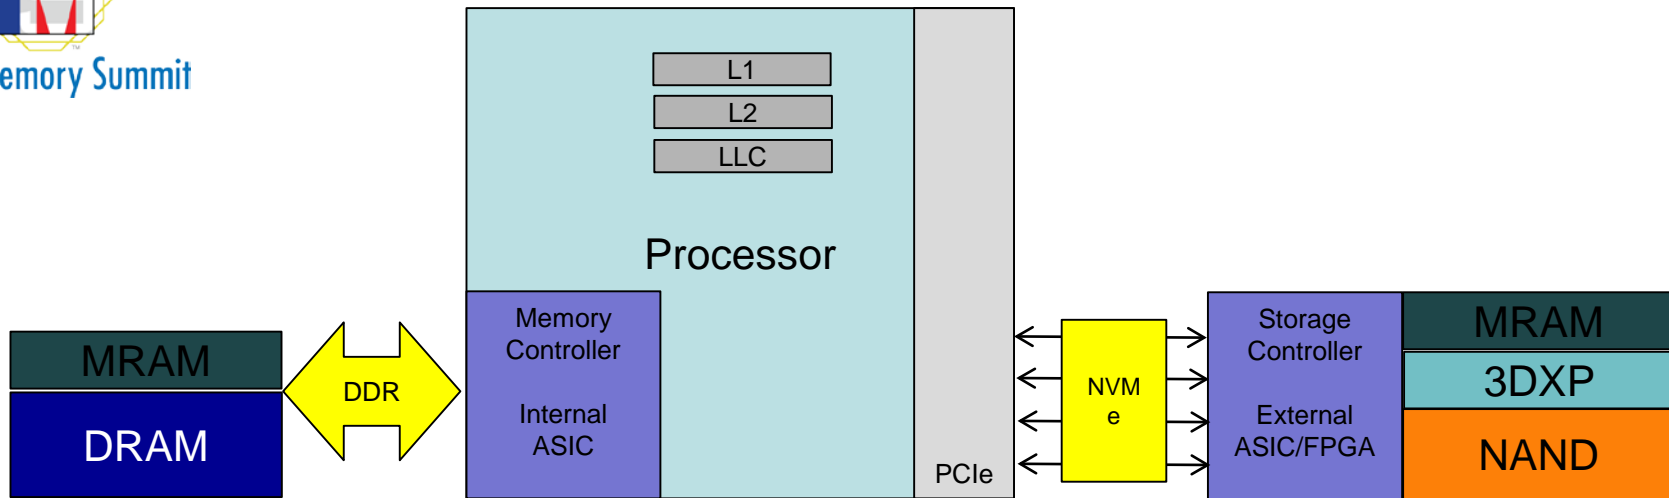 emory Summit
L1
L2
LLC
Processor
Memory
Controller
Internal
ASIC
PCIe
MRAM
DRAM
DDR
NVM
e
Storage
Controller
External
ASIC/FPGA
MRAM
3DXP
NAND